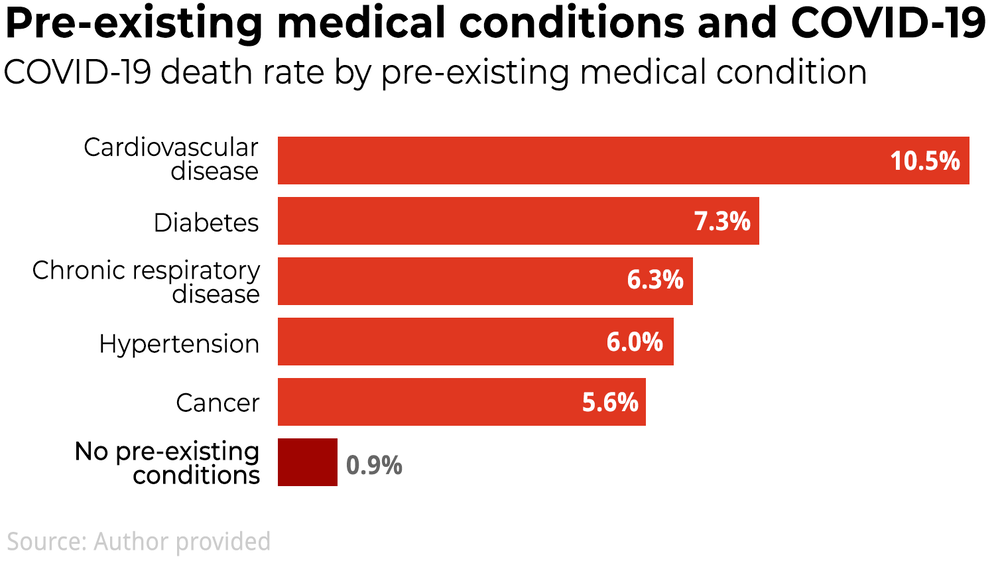 Pre-existing medical conditions and COVID-19
COVID-19 death rate by pre-existing medical condition
Cardiovascular
disease
10.5%
Diabetes
7.3%
Chronic respiratory
disease
6.3%
Hypertension
6.0%
Cancer
5.6%
No pre-existing
conditions
0.9%
Source: Author provided